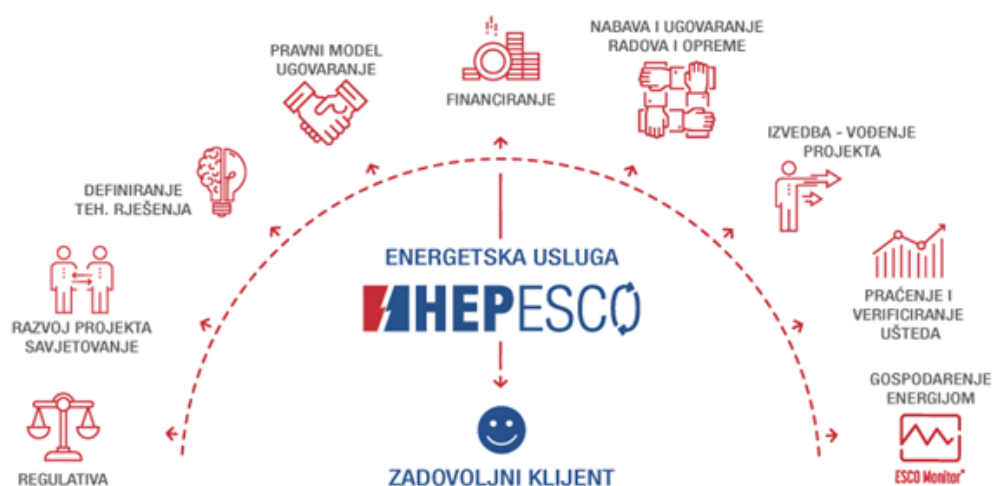 REGULATIVA
RAZVOJ PROJEKTA
SAVJETOVANJE
DEFINIRANJE
TEH. RJEŠENJA
PRAVNI MODEL
UGOVARANJE
FINANCIRANJE
NABAVA I UGOVARANJE
RADOVA I OPREME
IZVEDBA - VOĐENJE
PROJEKTA
PRAĆENJE I
VERIFICIRANJE
UŠTEDA
GOSPODARENJE
ENERGIJOM
ESCO Monitor®
ENERGETSKA USLUGA
HEPESCO
ZADOVOLJNI KLIJENT